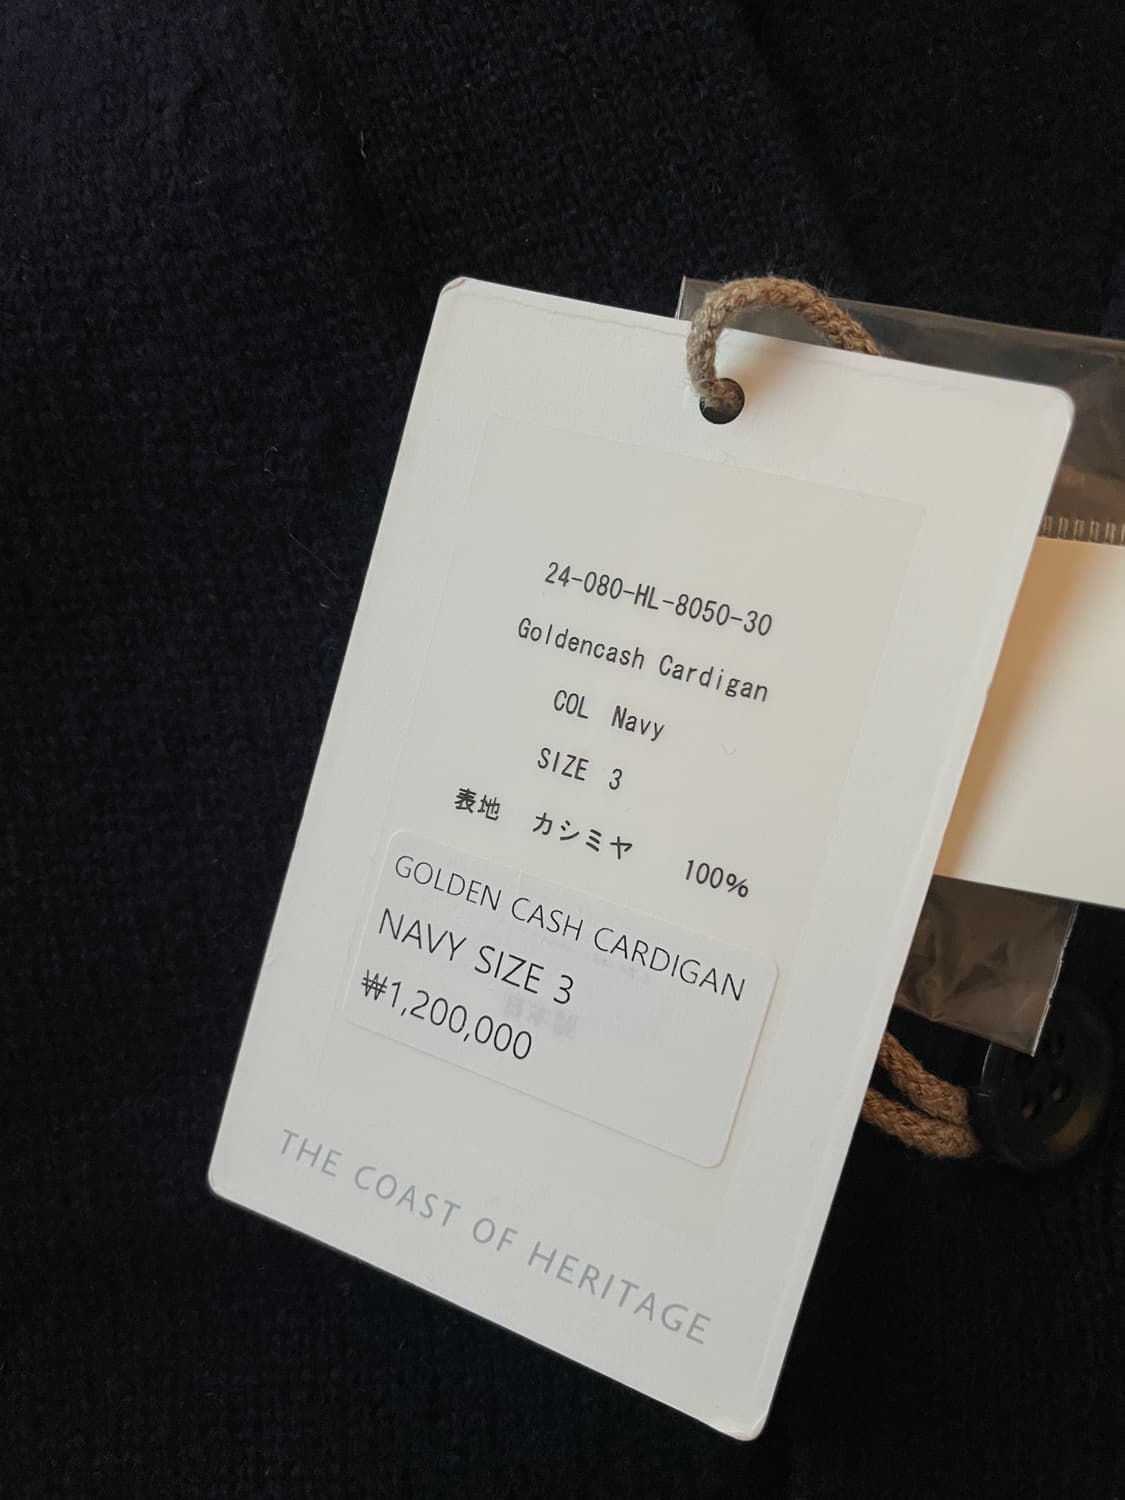 24-080-HL-8050-30
Goldencash Cardigan
COL Navy
SIZE 3
表地 カシミヤ 100%
GOLDEN CASH CARDIGAN
NAVY SIZE 3
₩1,200,000
THE COAST OF HERITAGE